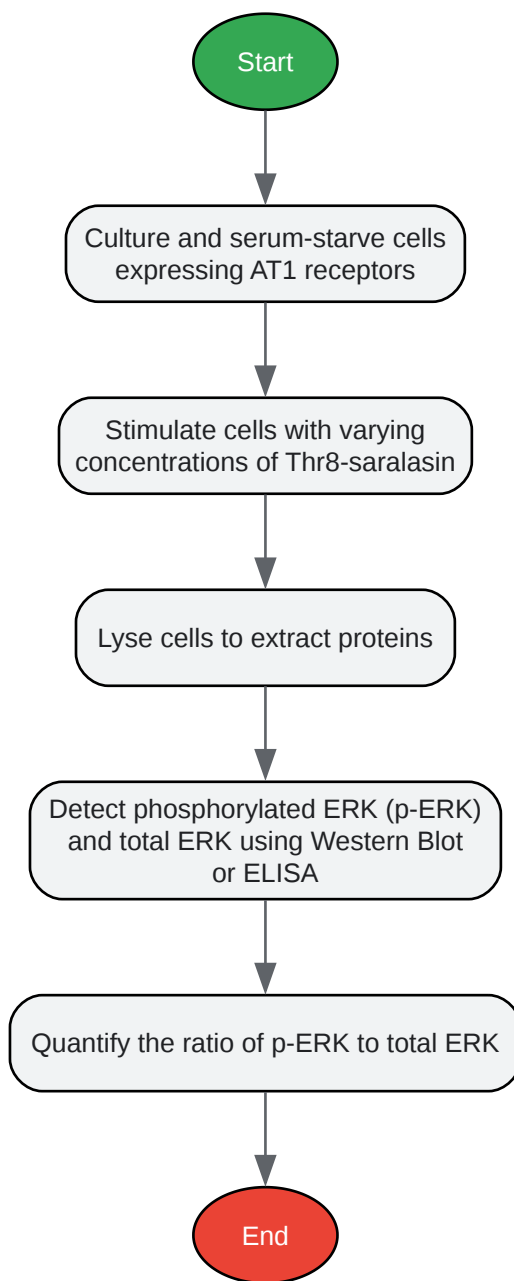 Start
Culture and serum-starve cells
expressing AT1 receptors
Stimulate cells with varying
concentrations of Thr8-saralasin
Lyse cells to extract proteins
Detect phosphorylated ERK (p-ERK)
and total ERK using Western Blot
or ELISA
Quantify the ratio of p-ERK to total ERK
End